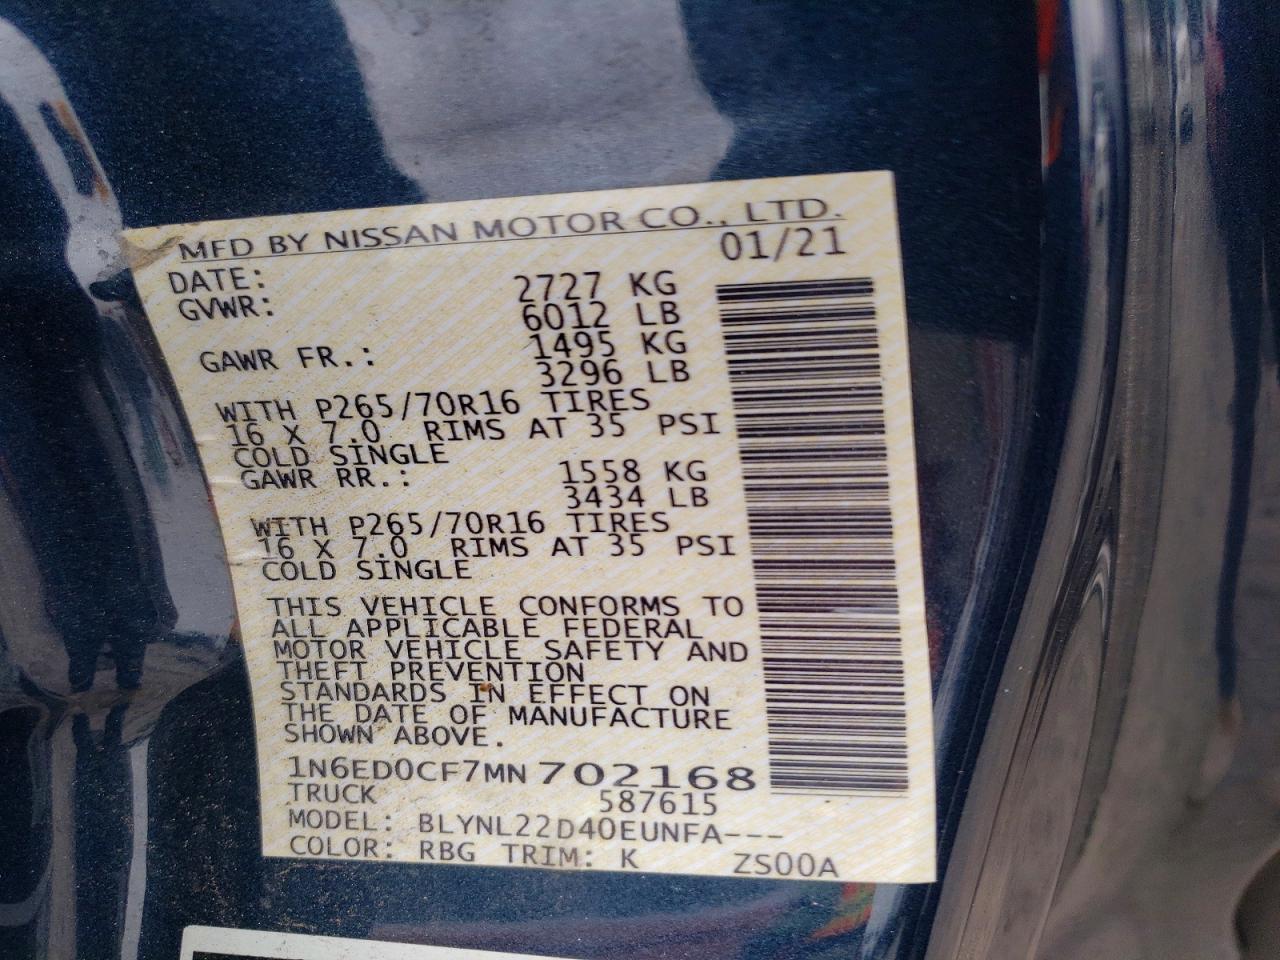 MFD BY NISSAN MOTOR CO., LTD.
DATE: 01/21
GVWR: 2727 KG
6012 LB
GAWR FR.: 1495 KG
3296 LB
WITH P265/70R16 TIRES
16 X 7.0 RIMS AT 35 PSI
COLD SINGLE
GAWR RR.: 1558 KG
3434 LB
WITH P265/70R16 TIRES
16 X 7.0 RIMS AT 35 PSI
COLD SINGLE
THIS VEHICLE CONFORMS TO
ALL APPLICABLE FEDERAL
MOTOR VEHICLE SAFETY AND
THEFT PREVENTION
STANDARDS IN EFFECT ON
THE DATE OF MANUFACTURE
SHOWN ABOVE.
1N6ED0CF7MN702168
TRUCK 587615
MODEL: BLYNL22D40EUNFA---
COLOR: RBG TRIM: K ZS00A